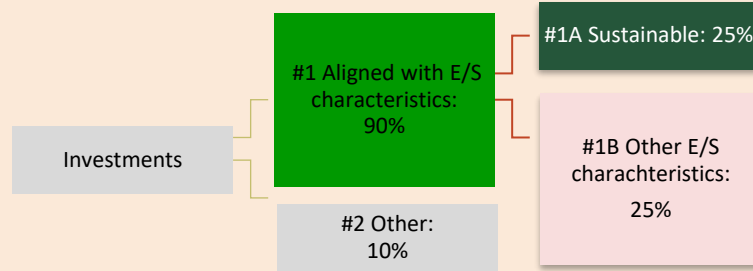 Investments
#1 Aligned with E/S
characteristics:
90%
#2 Other:
10%
#1A Sustainable: 25%
#1B Other E/S
charachteristics:
25%